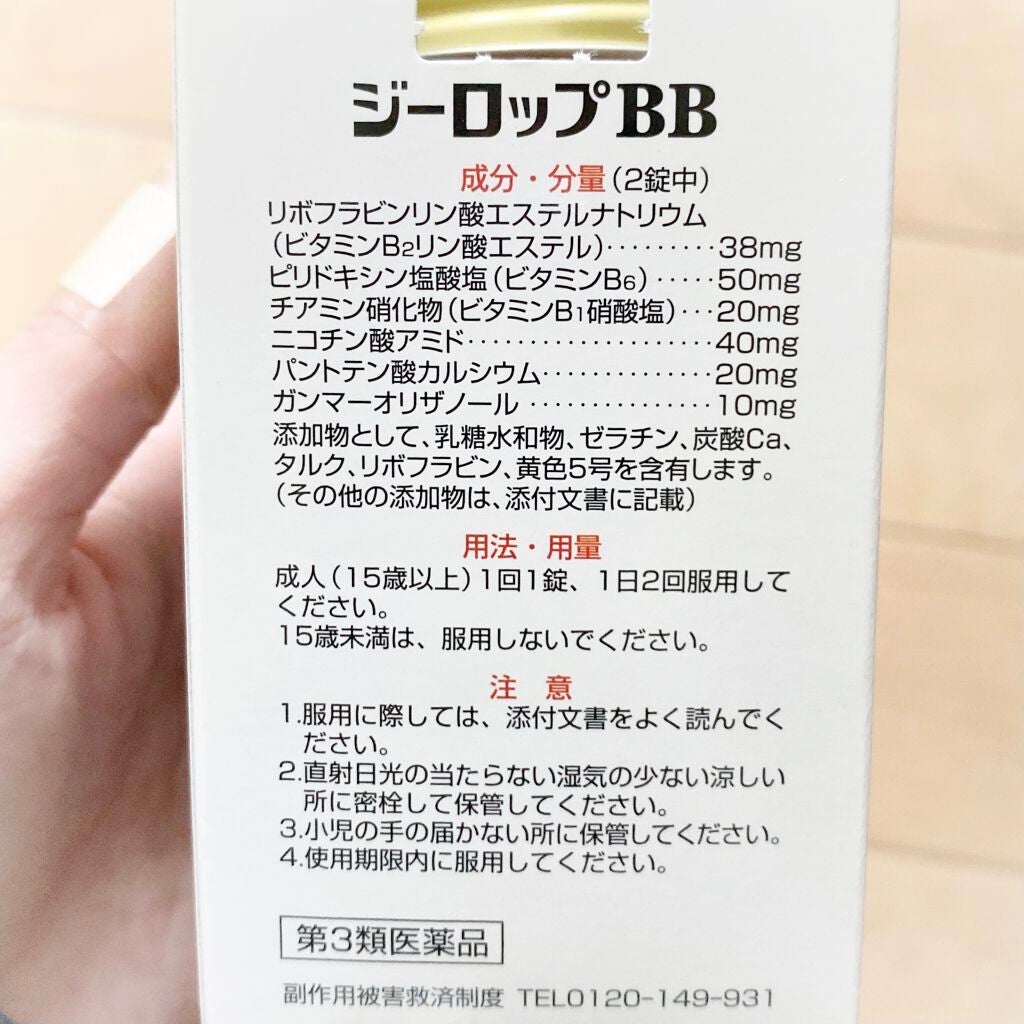 ジーロップBB
成分・分量(2錠中)
リボフラビンリン酸エステルナトリウム
(ビタミンB2リン酸エステル)………38mg
ピリドキシン塩酸塩(ビタミンB6)……50mg
チアミン硝化物(ビタミンB1硝酸塩)…20mg
ニコチン酸アミド…………………40mg
パントテン酸カルシウム……………20mg
ガンマーオリザノール ……………10mg
添加物として、乳糖水和物、ゼラチン、炭酸Ca、
タルク、リボフラビン、黄色5号を含有します。
(その他の添加物は、添付文書に記載)
用法・用量
成人(15歳以上)1回1錠、1日2回服用して
ください。
15歳未満は、服用しないでください。
注 意
1.服用に際しては、添付文書をよく読んでく
ださい。
2.直射日光の当たらない湿気の少ない涼しい
所に密栓して保管してください。
3.小児の手の届かない所に保管してください。
4.使用期限内に服用してください。
第3類医薬品
副作用被害救済制度 TEL0120-149-931